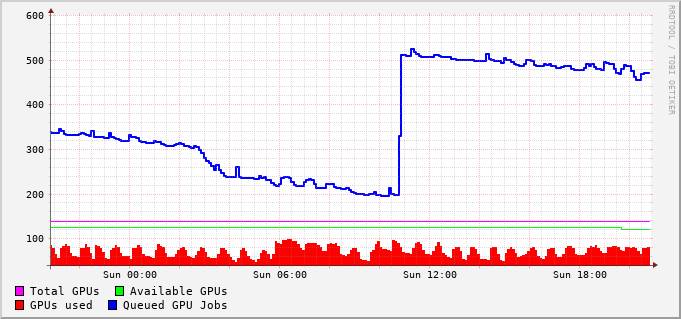 600
500
400
300
200
100
Sun 00:00 Sun 06:00 Sun 12:00 Sun 18:00
Total GPUs Available GPUs
GPUs used Queued GPU Jobs
RRDTOOL / TOBI OETIKER